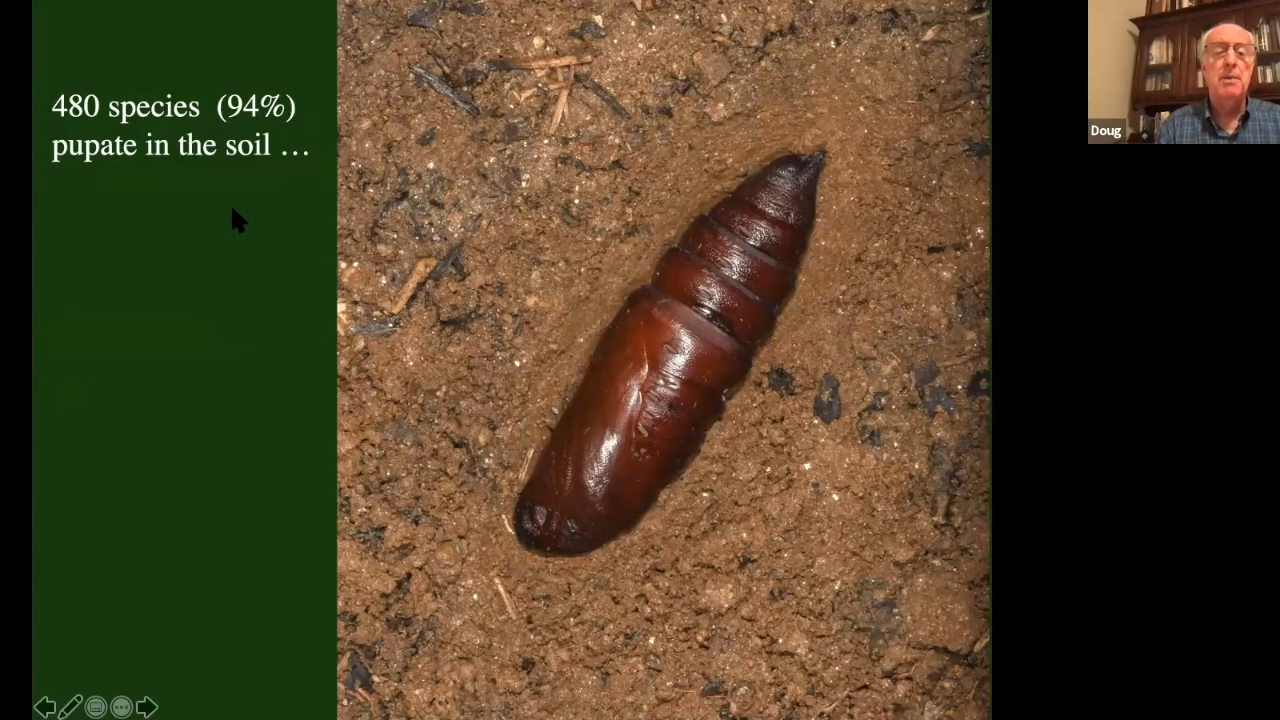 480 species (94%)
pupate in the soil …
Doug